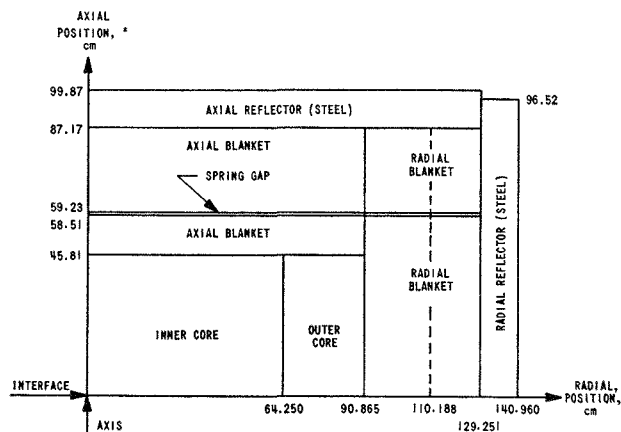 AXIAL
POSITION, *
cm
99.87
96.52
AXIAL REFLECTOR (STEEL)
87.17
AXIAL BLANKET
RADIAL
BLANKET
SPRING GAP
59.23
58.51
AXIAL BLANKET
45.81
RADIAL
BLANKET
RADIAL REFLECTOR (STEEL)
INNER CORE
OUTER
CORE
INTERFACE
RADIAL,
POSITION,
cm
64.250
90.865
110.188
140.960
129.251
AXIS